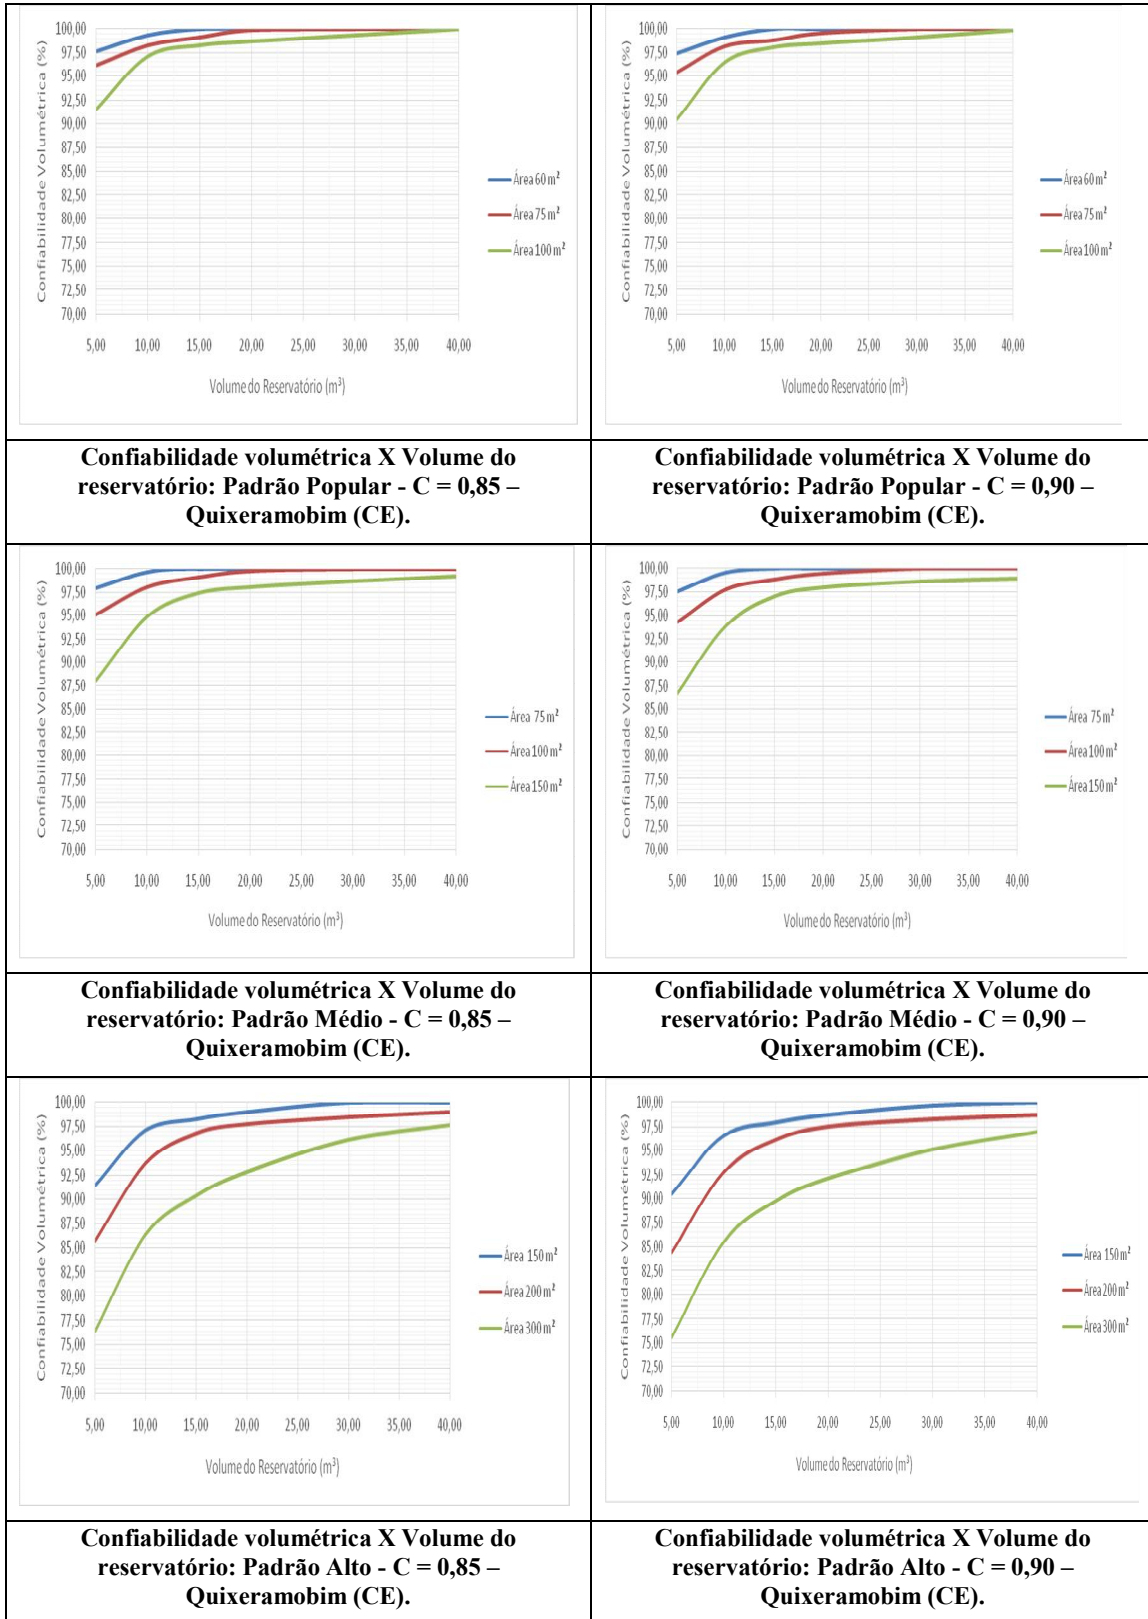 Confiabilidade Volumétrica (%)
100,00
97,50
95,00
92,50
90,00
87,50
85,00
82,50
80,00
77,50
75,00
72,50
70,00
5,00 10,00 15,00 20,00 25,00 30,00 35,00 40,00
Volume do Reservatório (m³)
Área 60 m²
Área 75 m²
Área 100 m²
Confiabilidade Volumétrica (%)
100,00
97,50
95,00
92,50
90,00
87,50
85,00
82,50
80,00
77,50
75,00
72,50
70,00
5,00 10,00 15,00 20,00 25,00 30,00 35,00 40,00
Volume do Reservatório (m³)
Área 60 m²
Área 75 m²
Área 100 m²
Confiabilidade volumétrica X Volume do
reservatório: Padrão Popular - C = 0,85 –
Quixeramobim (CE).
Confiabilidade volumétrica X Volume do
reservatório: Padrão Popular - C = 0,90 –
Quixeramobim (CE).
Confiabilidade Volumétrica (%)
100,00
97,50
95,00
92,50
90,00
87,50
85,00
82,50
80,00
77,50
75,00
72,50
70,00
5,00 10,00 15,00 20,00 25,00 30,00 35,00 40,00
Volume do Reservatório (m³)
Área 75 m²
Área 100 m²
Área 150 m²
Confiabilidade Volumétrica (%)
100,00
97,50
95,00
92,50
90,00
87,50
85,00
82,50
80,00
77,50
75,00
72,50
70,00
5,00 10,00 15,00 20,00 25,00 30,00 35,00 40,00
Volume do Reservatório (m³)
Área 75 m²
Área 100 m²
Área 150 m²
Confiabilidade volumétrica X Volume do
reservatório: Padrão Médio - C = 0,85 –
Quixeramobim (CE).
Confiabilidade volumétrica X Volume do
reservatório: Padrão Médio - C = 0,90 –
Quixeramobim (CE).
Confiabilidade Volumétrica (%)
100,00
97,50
95,00
92,50
90,00
87,50
85,00
82,50
80,00
77,50
75,00
72,50
70,00
5,00 10,00 15,00 20,00 25,00 30,00 35,00 40,00
Volume do Reservatório (m³)
Área 150 m²
Área 200 m²
Área 300 m²
Confiabilidade Volumétrica (%)
100,00
97,50
95,00
92,50
90,00
87,50
85,00
82,50
80,00
77,50
75,00
72,50
70,00
5,00 10,00 15,00 20,00 25,00 30,00 35,00 40,00
Volume do Reservatório (m³)
Área 150 m²
Área 200 m²
Área 300 m²
Confiabilidade volumétrica X Volume do
reservatório: Padrão Alto - C = 0,85 –
Quixeramobim (CE).
Confiabilidade volumétrica X Volume do
reservatório: Padrão Alto - C = 0,90 –
Quixeramobim (CE).